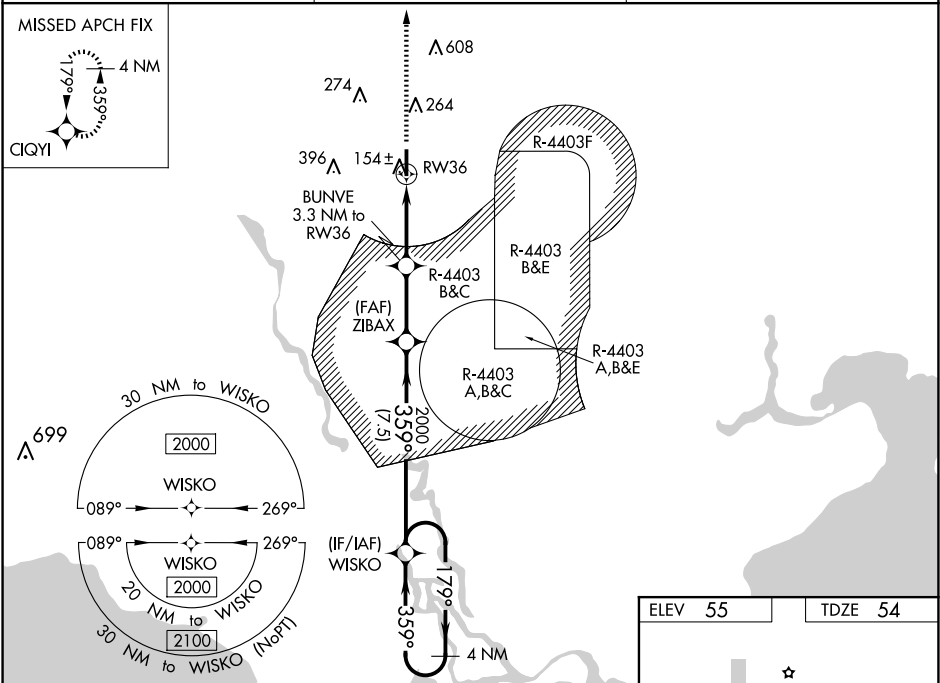 MISSED APCH FIX
4 NM
179°
359°
CIQYI
608
274
264
396
154±
RW36
BUNVE
3.3 NM to
RW36
R-4403F
R-4403
B&E
R-4403
B&C
(FAF)
ZIBAX
R-4403
A,B&E
R-4403
A,B&C
2000
359°
(7.5)
699
30 NM to WISKO
2000
WISKO
089°
269°
089°
269°
WISKO
2000
20 NM to WISKO
2100
30 NM to WISKO (NoPT)
(IF/IAF)
WISKO
179°
359°
4 NM
ELEV 55
TDZE 54